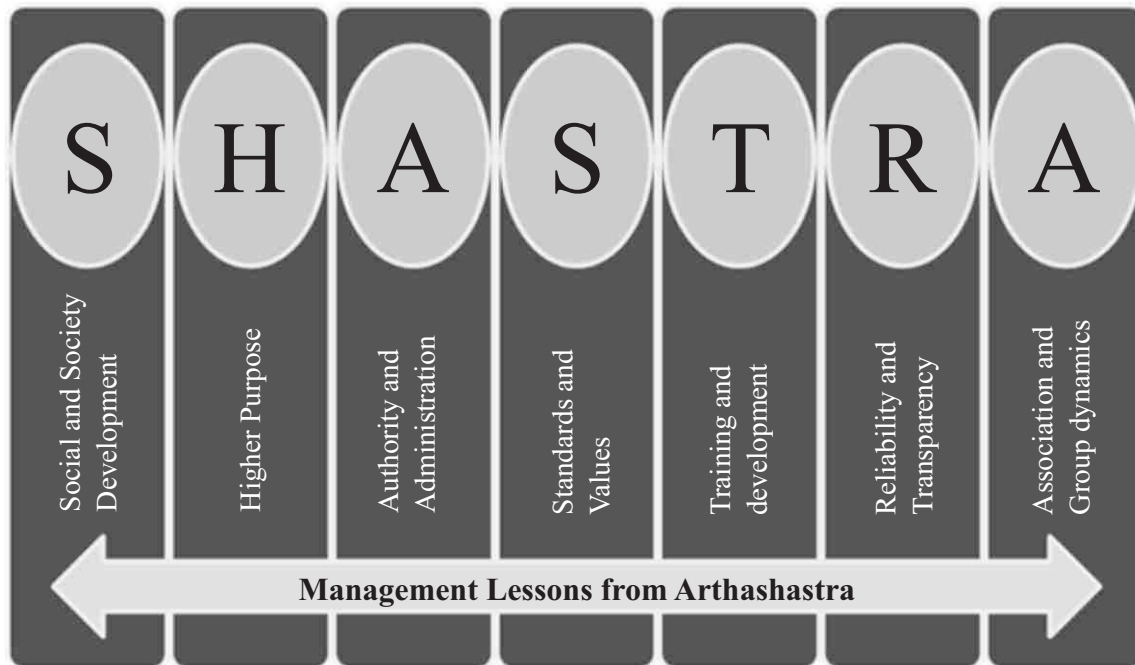 S
H
A
S
T
R
A
Social and Society
Development
Higher Purpose
Authority and
Administration
Standards and
Values
Training and
development
Reliability and
Transparency
Association and
Group dynamics
Management Lessons from Arthashastra